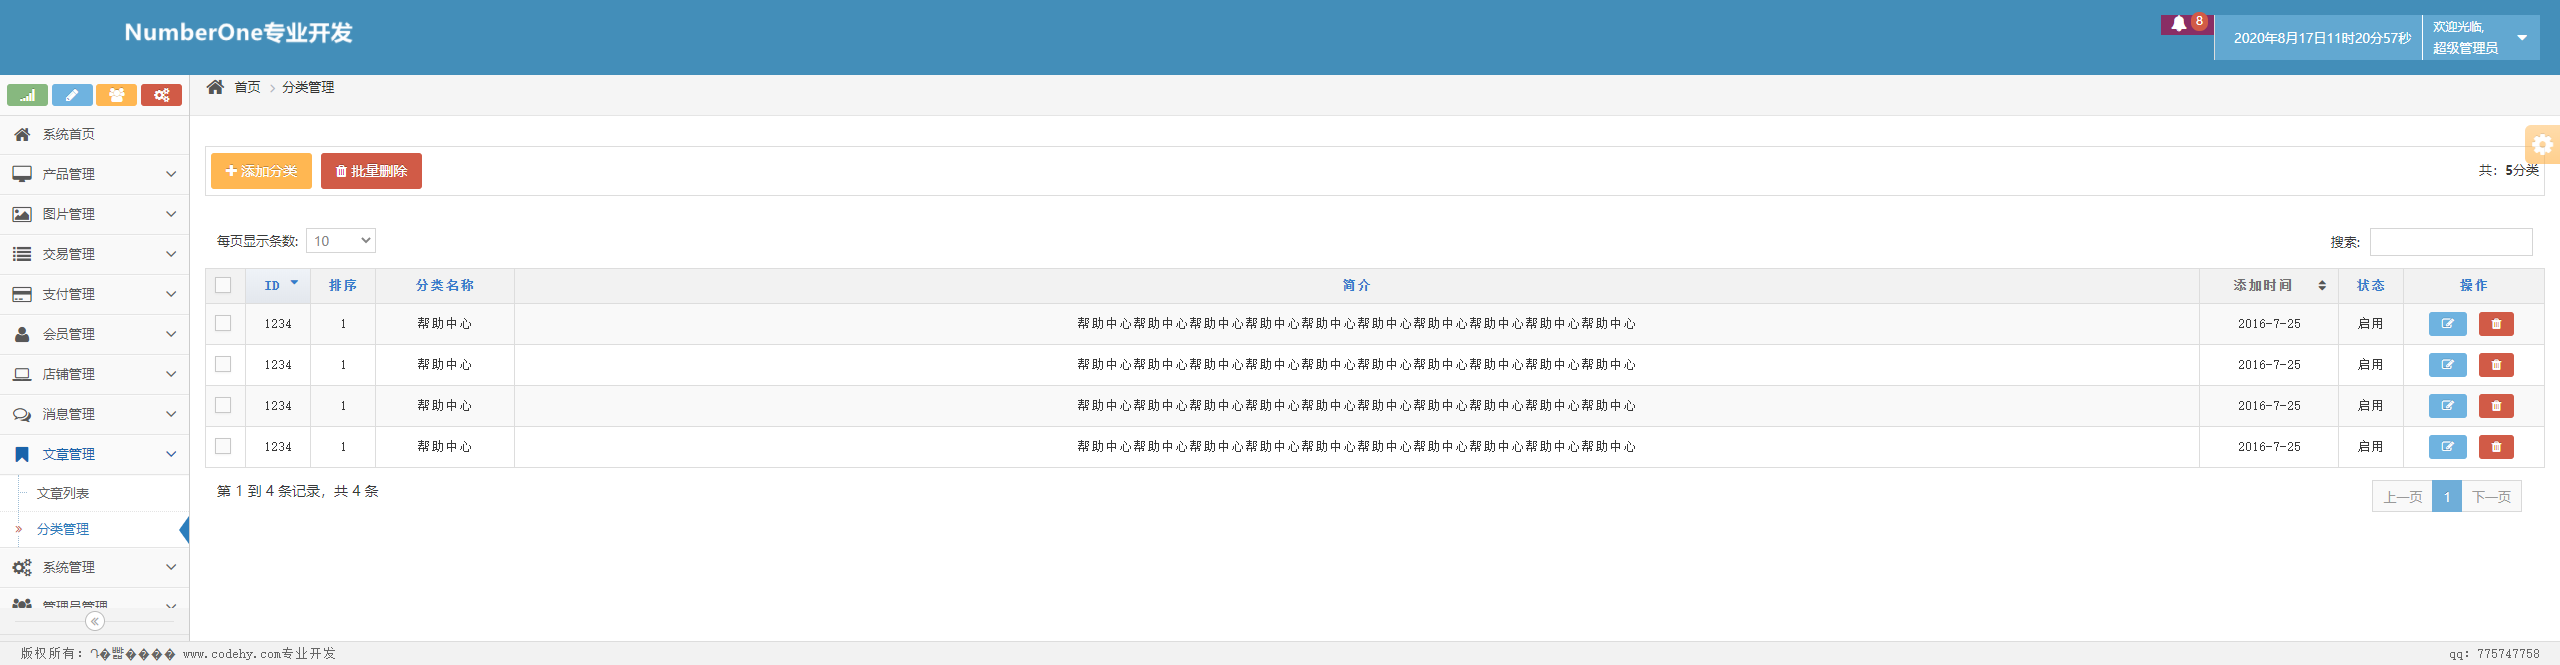 NumberOne专业开发
8
2020年8月17日11时20分57秒
欢迎光临,
超级管理员
首页
分类管理
系统首页
产品管理
图片管理
交易管理
支付管理
会员管理
店铺管理
消息管理
文章管理
文章列表
分类管理
系统管理
管理员管理
添加分类 批量删除
共：5分类
每页显示条数: 10
搜索:
ID 排序 分类名称 简介 添加时间 状态 操作
1234 1 帮助中心 帮助中心帮助中心帮助中心帮助中心帮助中心帮助中心帮助中心帮助中心帮助中心帮助中心 2016-7-25 启用
1234 1 帮助中心 帮助中心帮助中心帮助中心帮助中心帮助中心帮助中心帮助中心帮助中心帮助中心帮助中心 2016-7-25 启用
1234 1 帮助中心 帮助中心帮助中心帮助中心帮助中心帮助中心帮助中心帮助中心帮助中心帮助中心帮助中心 2016-7-25 启用
1234 1 帮助中心 帮助中心帮助中心帮助中心帮助中心帮助中心帮助中心帮助中心帮助中心帮助中心帮助中心 2016-7-25 启用
第 1 到 4 条记录，共 4 条
上一页 1 下一页
版权所有： www.codehy.com专业开发
qq: 775747758